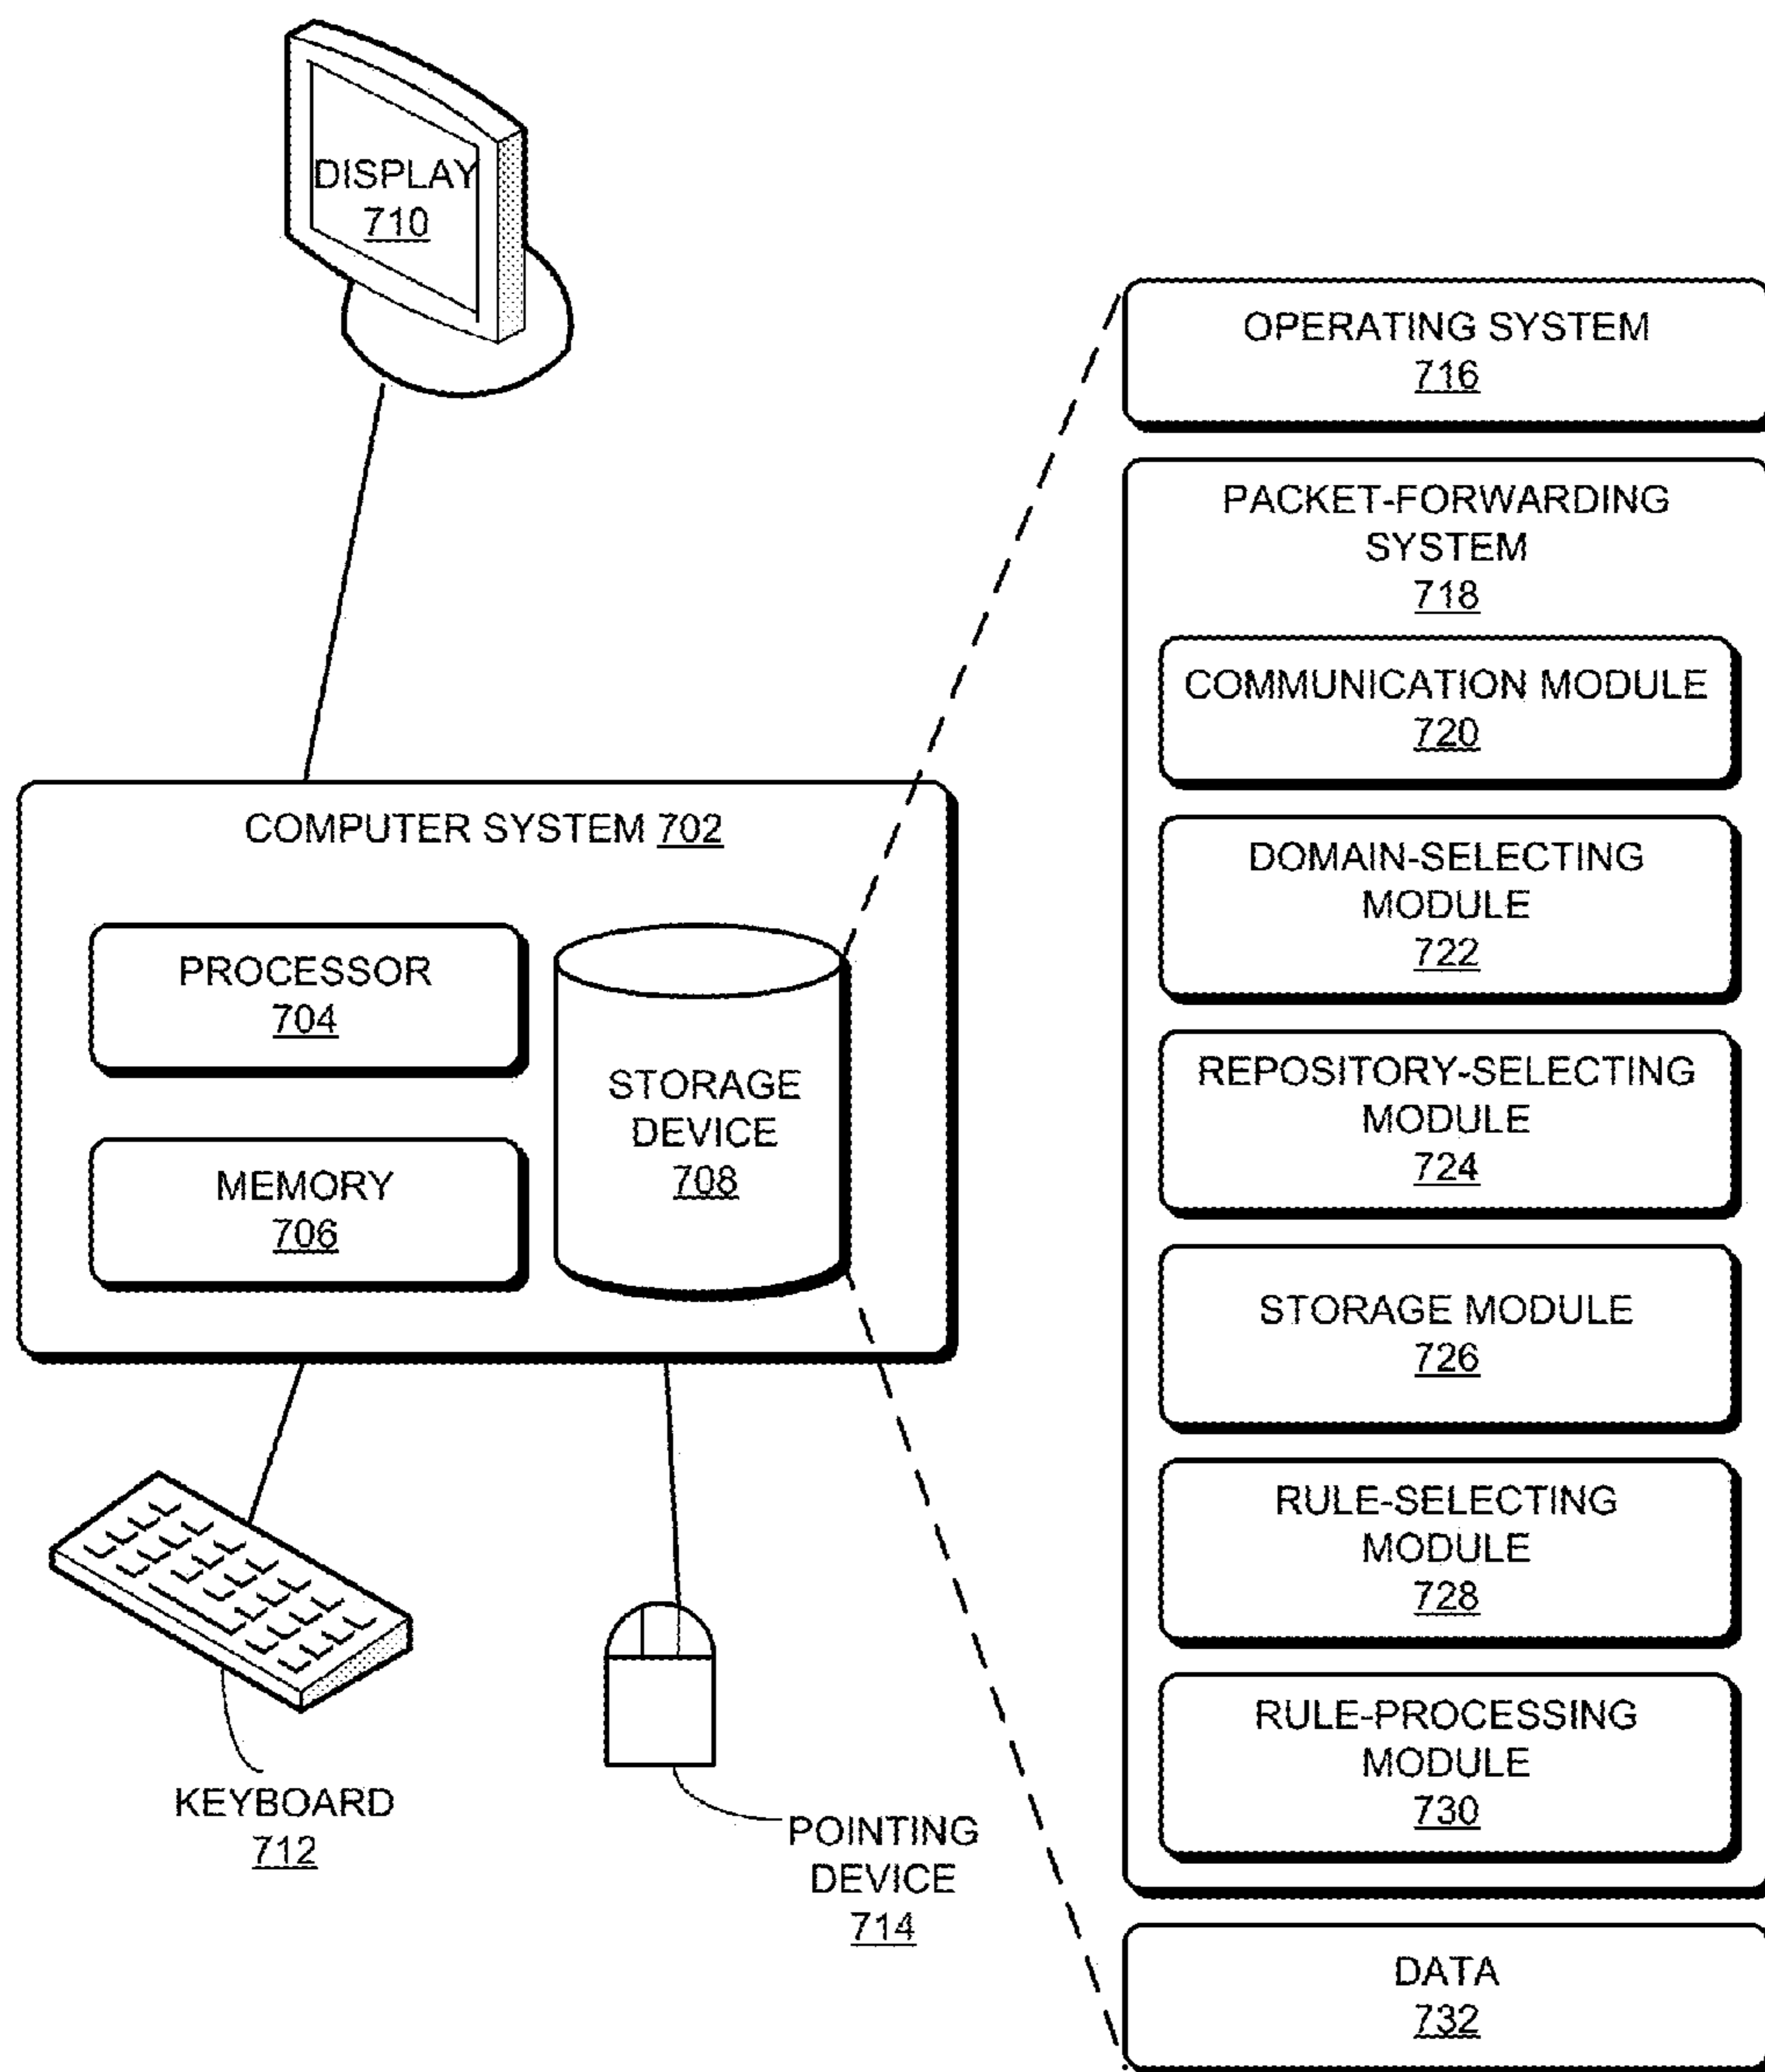 DISPLAY
710
COMPUTER SYSTEM 702
PROCESSOR
704
MEMORY
706
STORAGE
DEVICE
708
KEYBOARD
712
POINTING
DEVICE
714
OPERATING SYSTEM
716
PACKET-FORWARDING
SYSTEM
718
COMMUNICATION MODULE
720
DOMAIN-SELECTING
MODULE
722
REPOSITORY-SELECTING
MODULE
724
STORAGE MODULE
726
RULE-SELECTING
MODULE
728
RULE-PROCESSING
MODULE
730
DATA
732